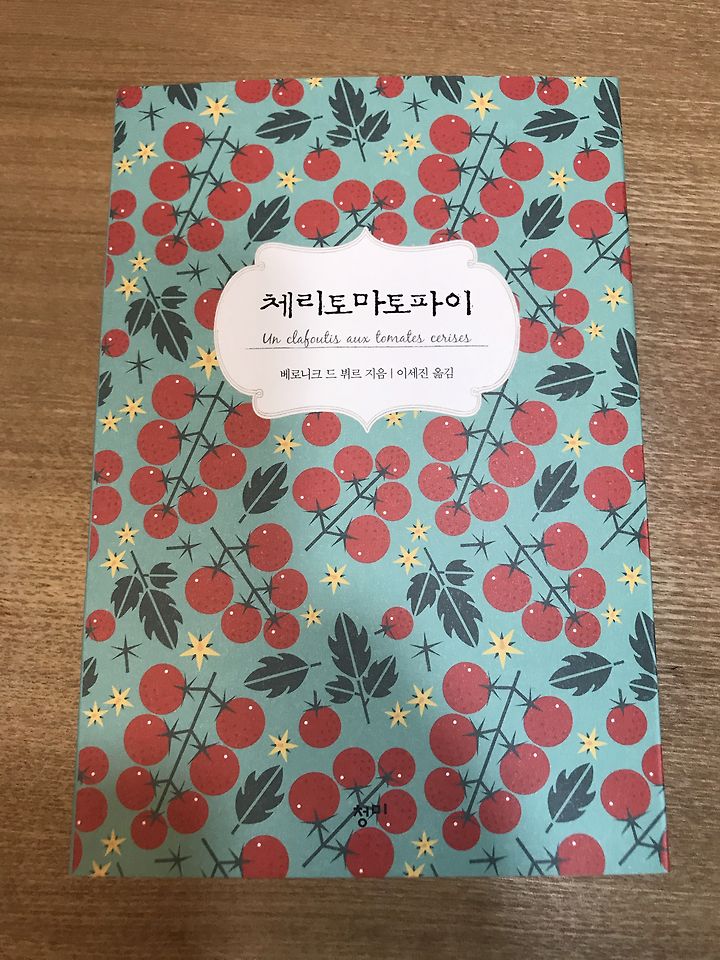 체리토마토파이
Un clafoutis aux tomates cerises
베로니크 드 뷔르 지음 | 이세진 옮김
청미